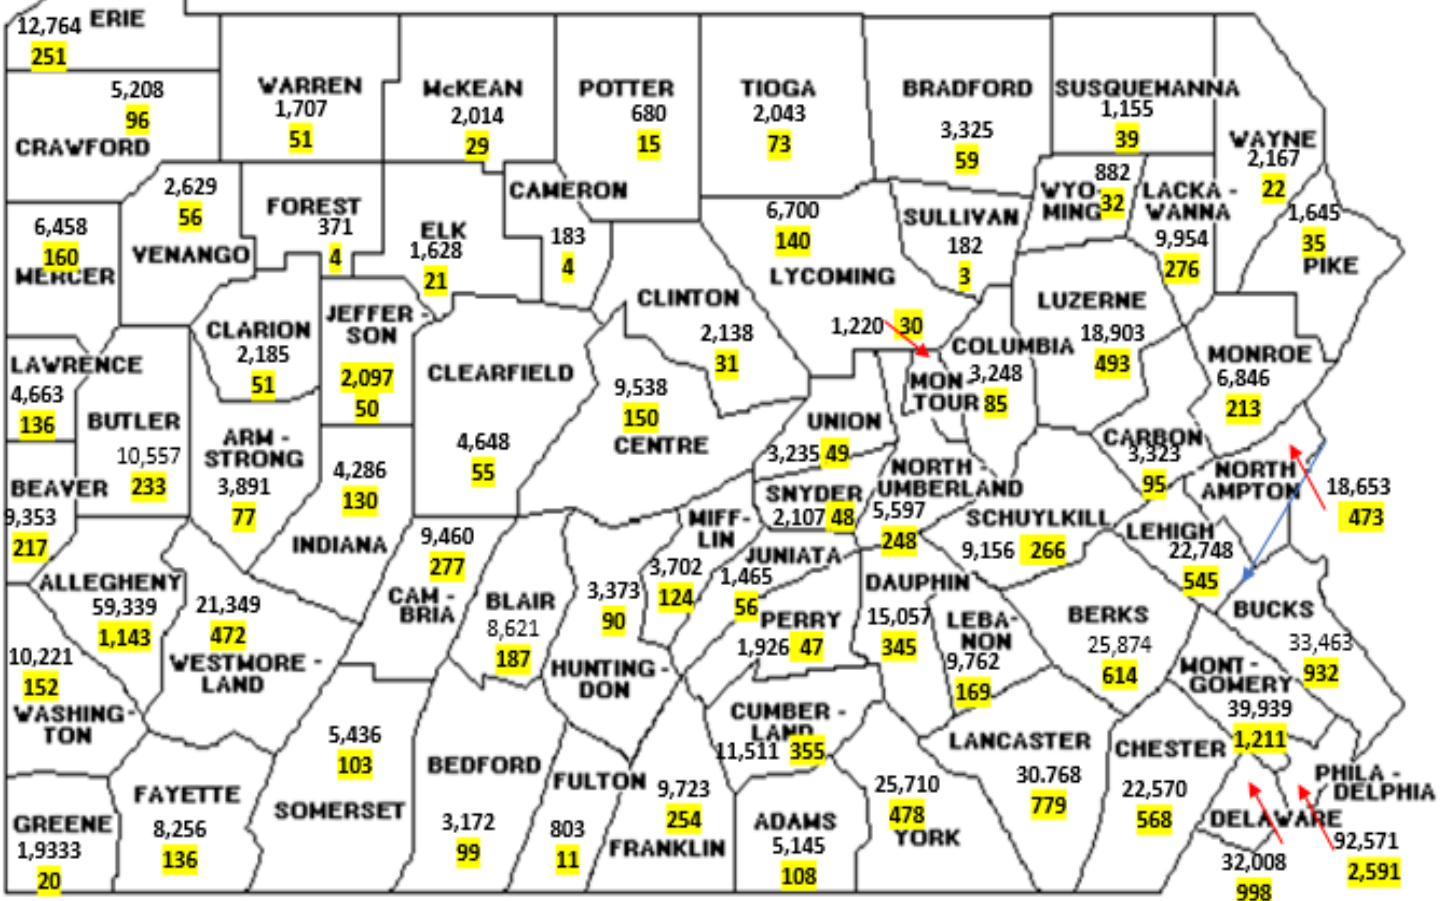 ERIE
12,764
251
5,208
96
CRAWFORD
WARREN
1,707
51
McKEAN
2,014
29
POTTER
680
15
TIOGA
2,043
73
BRADFORD
3,325
59
SUSQUEHANNA
1,155
39
WAYNE
2,167
22
1,645
35
PIKE
882
WYO-
MING
32
LACKA -
WANNA
9,954
276
SULLIVAN
182
3
6,700
140
LYCOMING
CAMERON
183
4
ELK
1,628
21
FOREST
371
4
2,629
56
VENANGO
6,458
160
MERCER
LAWRENCE
4,663
136
BUTLER
10,557
233
CLARION
2,185
51
JEFFER -
SON
2,097
50
CLEARFIELD
4,648
55
CLINTON
2,138
31
9,538
150
CENTRE
1,220 30
MON -
TOUR
COLUMBIA
3,248
85
LUZERNE
18,903
493
MONROE
6,846
213
CARBON
3,323
95
NORTH
AMPTON
18,653
473
UNION
3,235 49
SNYDER
2,107 48
NORTH -
UMBERLAND
5,597
248
SCHUYLKILL
9,156 266
LEHIGH
22,748
545
BEAVER
9,353
217
ARM -
STRONG
3,891
77
4,286
130
INDIANA
9,460
277
CAM -
BRIA
BLAIR
8,621
187
3,373
90
HUNTING -
DON
MIFF-
LIN
3,702
124
JUNIATA
1,465
56
PERRY
1,926 47
DAUPHIN
15,057
345
LEBA-
NON
9,762
169
BERKS
25,874
614
BUCKS
33,463
932
MONT -
GOMERY
39,939
1,211
ALLEGHENY
59,339
1,143
21,349
472
WESTMORE -
LAND
10,221
152
WASHING-
TON
GREENE
1,9333
20
FAYETTE
8,256
136
5,436
103
SOMERSET
BEDFORD
3,172
99
FULTON
803
11
9,723
254
FRANKLIN
CUMBER -
LAND
11,511 355
ADAMS
5,145
108
25,710
478
YORK
LANCASTER
30.768
779
CHESTER
22,570
568
DELAWARE
32,008
998
PHILA -
DELPHIA
92,571
2,591